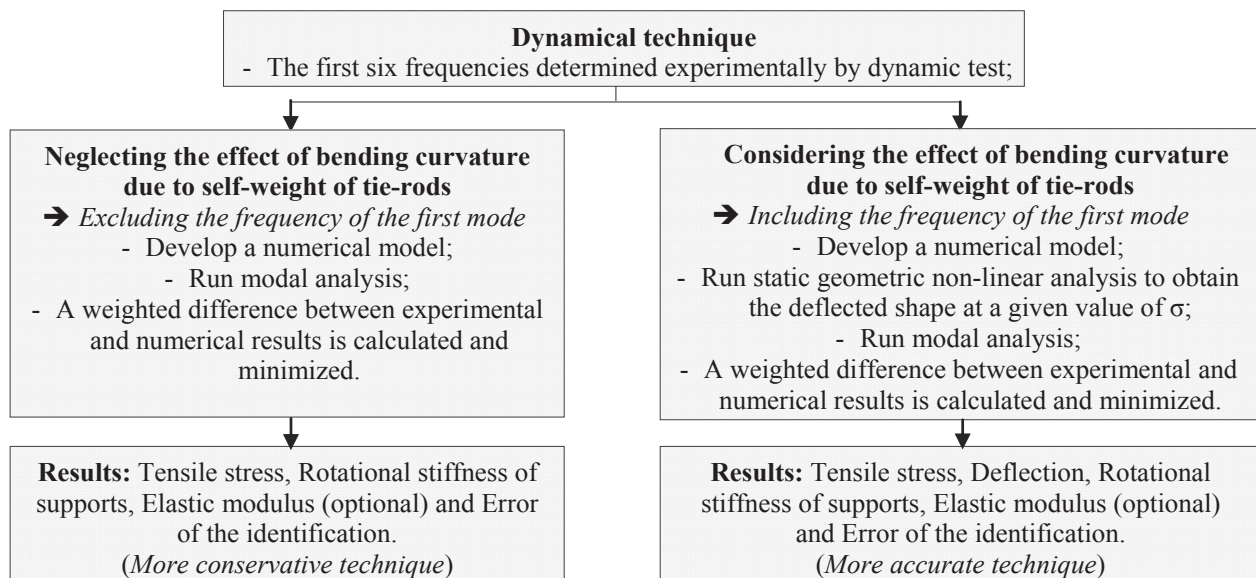 Dynamical technique
- The first six frequencies determined experimentally by dynamic test;
Neglecting the effect of bending curvature
due to self-weight of tie-rods
➔ Excluding the frequency of the first mode
- Develop a numerical model;
- Run modal analysis;
- A weighted difference between experimental
and numerical results is calculated and
minimized.
Considering the effect of bending curvature
due to self-weight of tie-rods
➔ Including the frequency of the first mode
- Develop a numerical model;
- Run static geometric non-linear analysis to obtain
the deflected shape at a given value of σ;
- Run modal analysis;
- A weighted difference between experimental and
numerical results is calculated and minimized.
Results: Tensile stress, Rotational stiffness of
supports, Elastic modulus (optional) and Error
of the identification.
(More conservative technique)
Results: Tensile stress, Deflection, Rotational
stiffness of supports, Elastic modulus (optional)
and Error of the identification.
(More accurate technique)